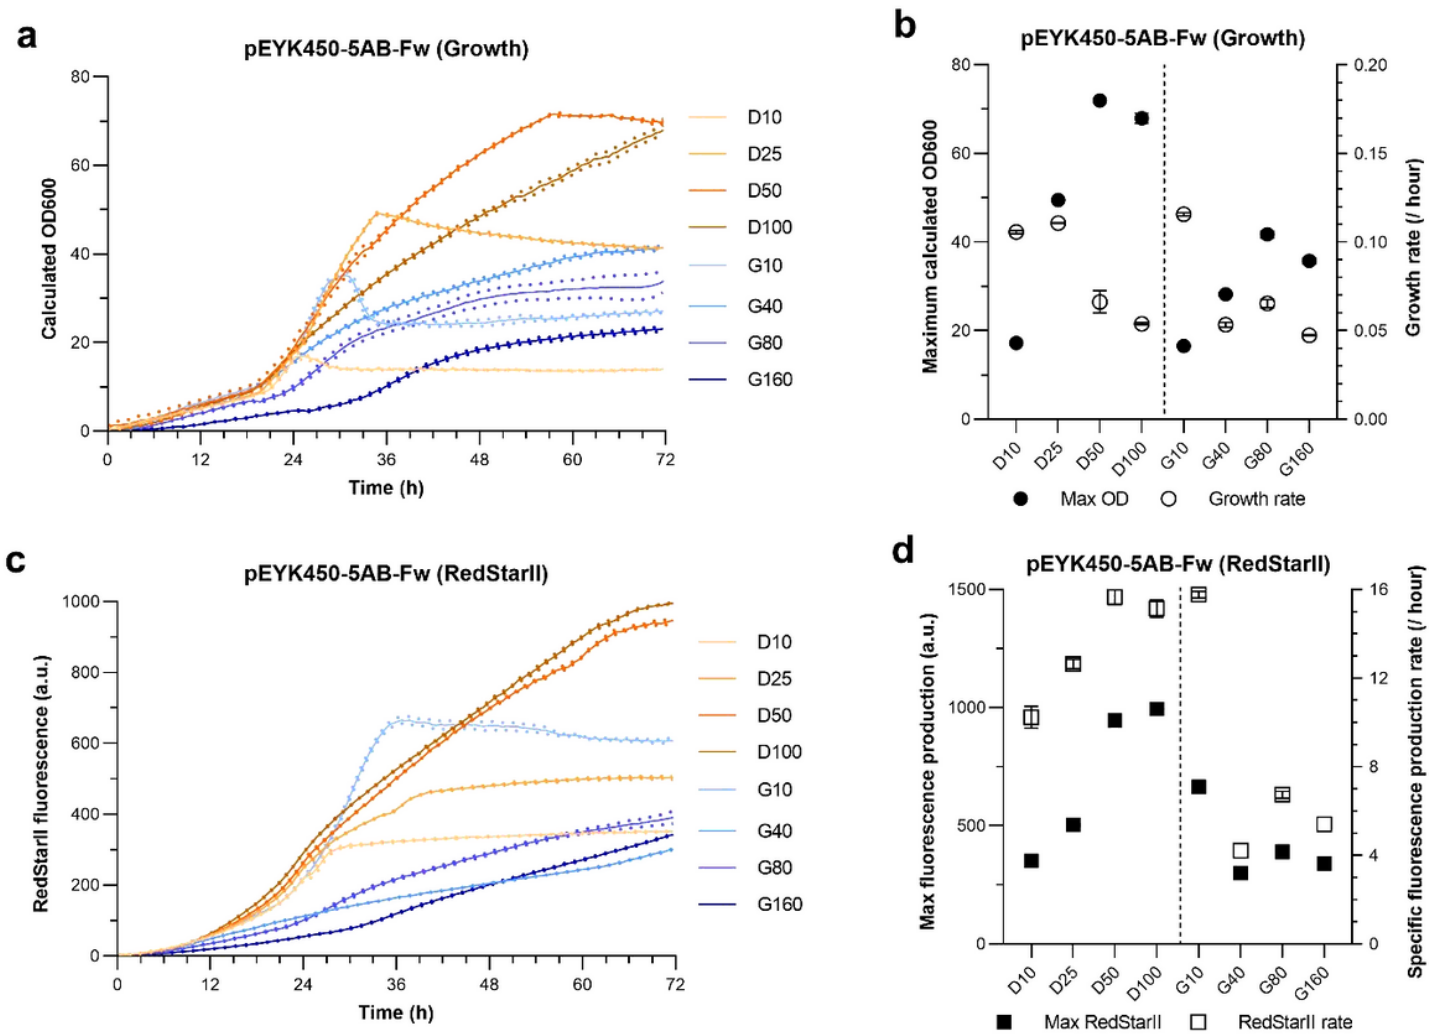 a
pEYK450-5AB-Fw (Growth)
Calculated OD600
80
60
40
20
0
0 12 24 36 48 60 72
Time (h)
D10
D25
D50
D100
G10
G40
G80
G160
b
pEYK450-5AB-Fw (Growth)
Maximum calculated OD600
80
60
40
20
0
0.20
0.15
0.10
0.05
0.00
Growth rate (/ hour)
D10 D25 D50 D100 G10 G40 G80 G160
Max OD Growth rate
c
pEYK450-5AB-Fw (RedStarII)
RedStarII fluorescence (a.u.)
1000
800
600
400
200
0
0 12 24 36 48 60 72
Time (h)
D10
D25
D50
D100
G10
G40
G80
G160
d
pEYK450-5AB-Fw (RedStarII)
Max fluorescence production (a.u.)
1500
1000
500
0
16
12
8
4
0
Specific fluorescence production rate (/ hour)
D10 D25 D50 D100 G10 G40 G80 G160
Max RedStarII RedStarII rate